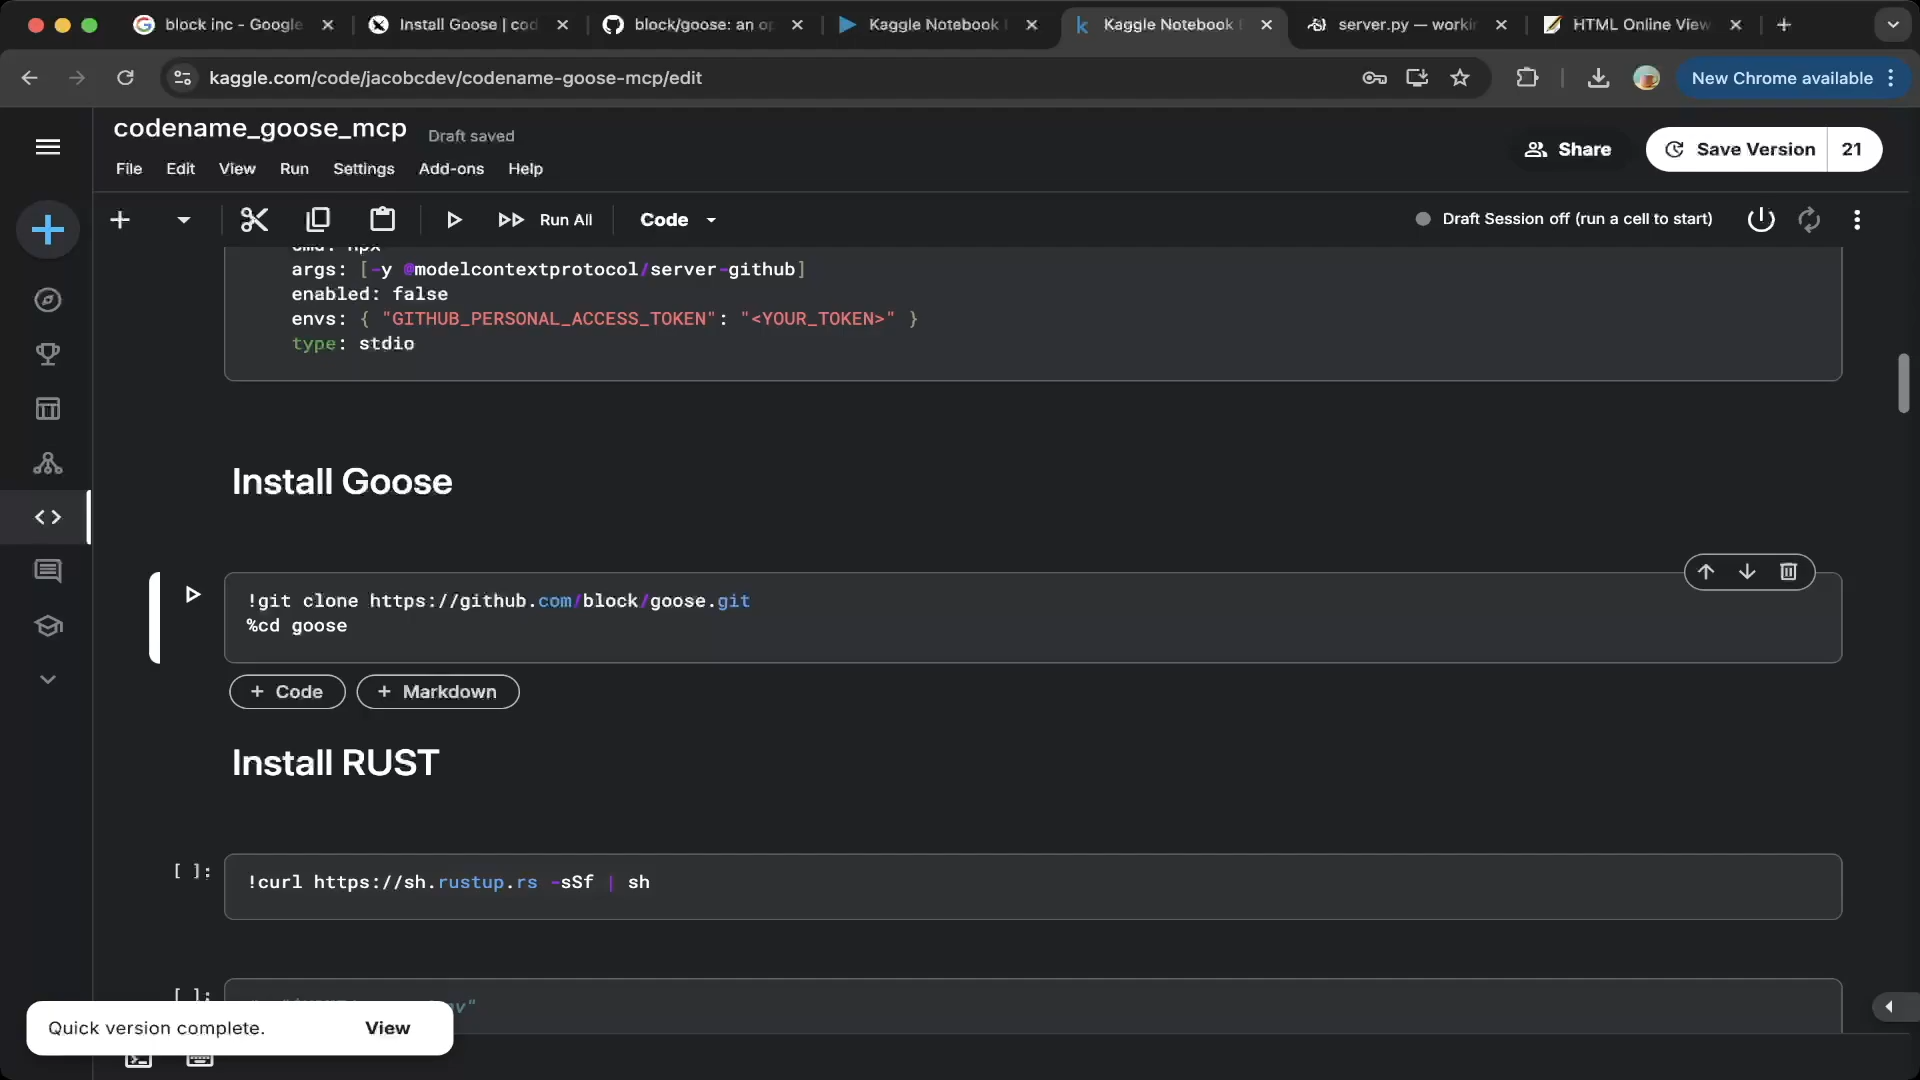 block inc - Google
Install Goose | cod
block/goose: an op
Kaggle Notebook
Kaggle Notebook
server.py — workin
HTML Online View
kaggle.com/code/jacobcdev/codename-goose-mcp/edit
New Chrome available
codename_goose_mcp
Draft saved
File Edit View Run Settings Add-ons Help
Share
Save Version 21
Run All
Code
Draft Session off (run a cell to start)
cmd: npx
args: [-y @modelcontextprotocol/server-github]
enabled: false
envs: { "GITHUB_PERSONAL_ACCESS_TOKEN": "<YOUR_TOKEN>" }
type: stdio
Install Goose
!git clone https://github.com/block/goose.git
%cd goose
+ Code
+ Markdown
Install RUST
[ ]:
!curl https://sh.rustup.rs -sSf | sh
[ ]:
Quick version complete.
View